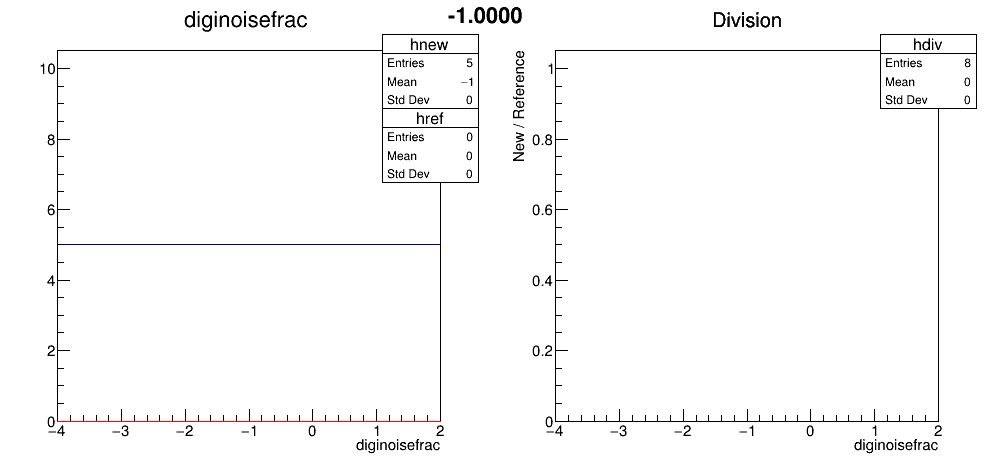 diginoisefrac
-1.0000
Division
hnew
Entries 5
Mean −1
Std Dev 0
href
Entries 0
Mean 0
Std Dev 0
10
8
6
4
2
0
−4 −3 −2 −1 0 1 2
diginoisefrac
hdiv
Entries 8
Mean 0
Std Dev 0
New / Reference
1
0.8
0.6
0.4
0.2
0
−4 −3 −2 −1 0 1 2
diginoisefrac